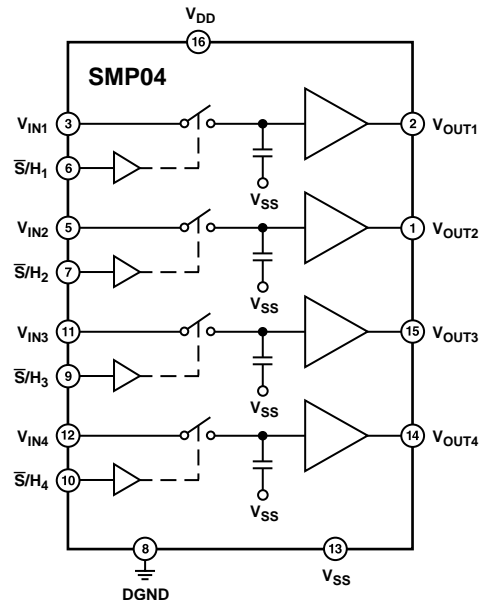 VDD
16
SMP04
VIN1 3 2 VOUT1
S̅/H1 6
VSS
VIN2 5 1 VOUT2
S̅/H2 7
VSS
VIN3 11 15 VOUT3
S̅/H3 9
VSS
VIN4 12 14 VOUT4
S̅/H4 10
VSS
8 13
DGND VSS